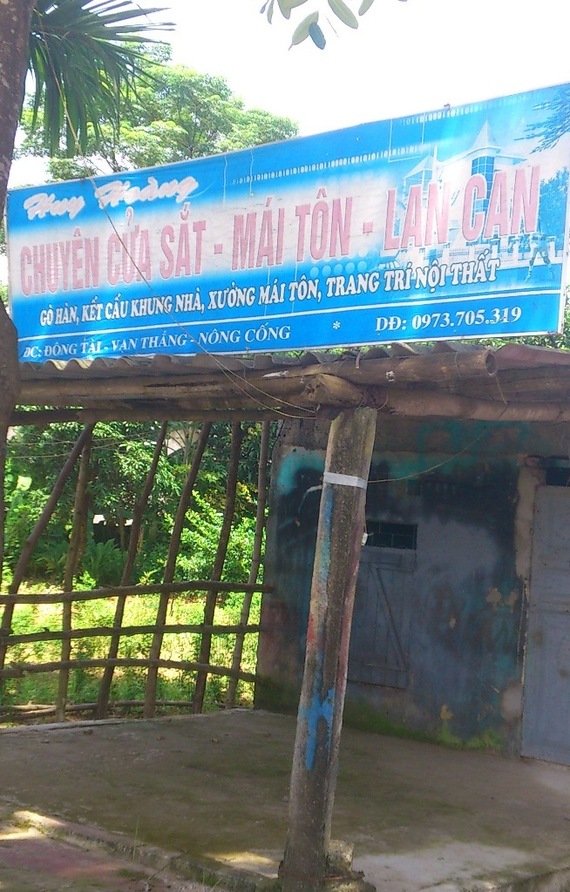 Huy Hoàng
CHUYÊN CỬA SẮT - MÁI TÔN - LAN CAN
GÒ HÀN, KẾT CẤU KHUNG NHÀ, XƯỞNG MÁI TÔN, TRANG TRÍ NỘI THẤT
ĐC: ĐÔNG TÀI - VẠN THẮNG - NÔNG CỐNG * DĐ: 0973.705.319